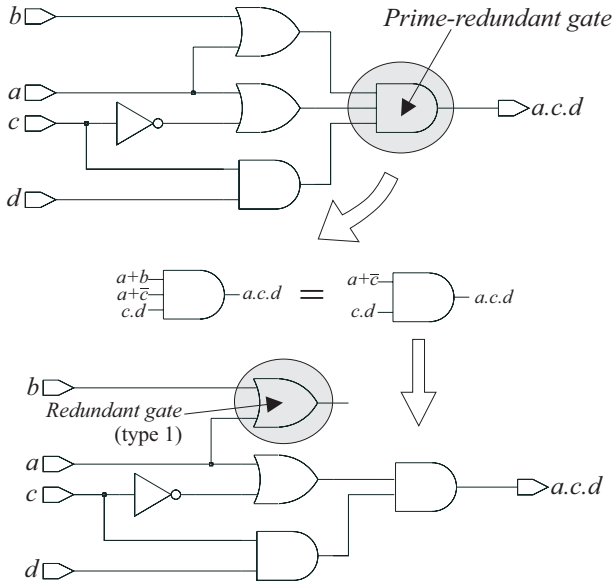 b
Prime-redundant gate
a
a.c.d
c
d
a+b
a+c̅
c.d
a.c.d
=
a+c̅
c.d
a.c.d
b
Redundant gate
(type 1)
a
c
a.c.d
d